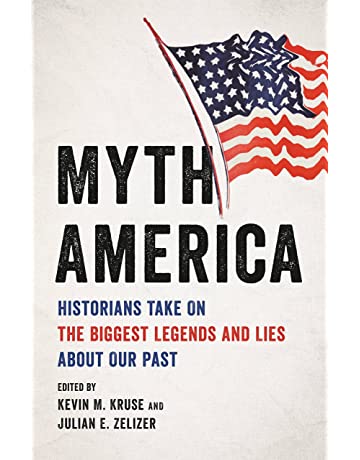 MYTH
AMERICA
HISTORIANS TAKE ON
THE BIGGEST LEGENDS AND LIES
ABOUT OUR PAST
EDITED BY
KEVIN M. KRUSE AND
JULIAN E. ZELIZER